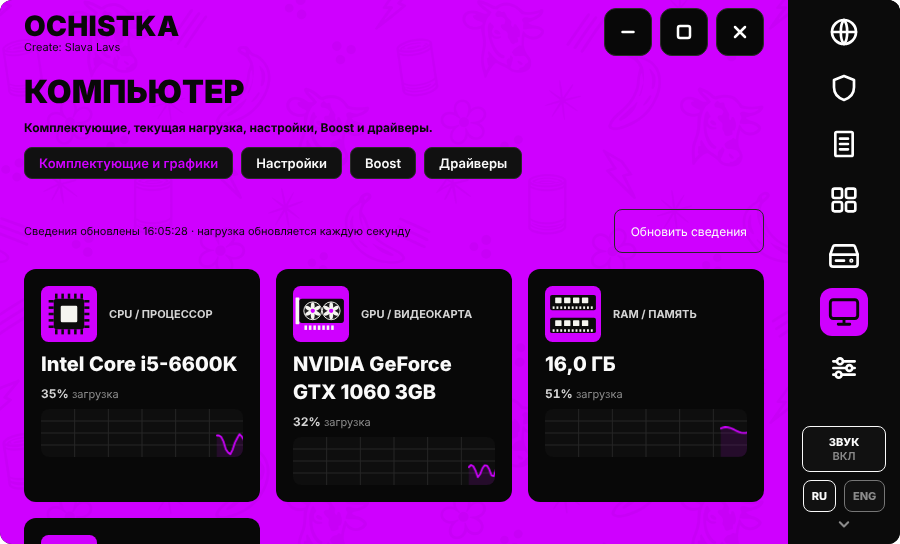 OCHISTKA
Create: Slava Lavs
КОМПЬЮТЕР
Комплектующие, текущая нагрузка, настройки, Boost и драйверы.
Комплектующие и графики
Настройки
Boost
Драйверы
Сведения обновлены 16:05:28 · нагрузка обновляется каждую секунду
Обновить сведения
CPU / ПРОЦЕССОР
Intel Core i5-6600K
35% загрузка
GPU / ВИДЕОКАРТА
NVIDIA GeForce
GTX 1060 3GB
32% загрузка
RAM / ПАМЯТЬ
16,0 ГБ
51% загрузка
ЗВУК
ВКЛ
RU
ENG